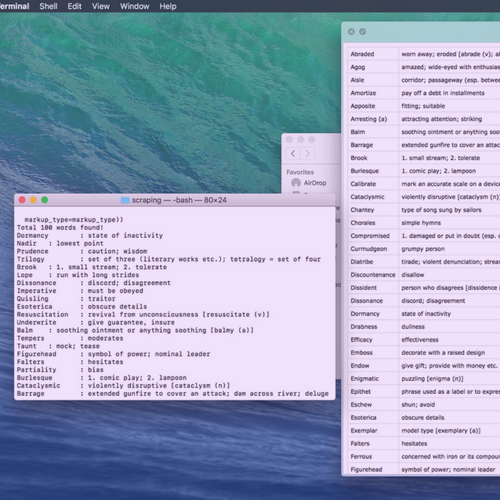 Terminal Shell Edit View Window Help
scraping — -bash — 80×24
markup_type=markup_type))
Total 100 words found!
Dormancy : state of inactivity
Nadir : lowest point
Prudence : caution; wisdom
Trilogy : set of three (literary works etc.); tetralogy = set of four
Brook : 1. small stream; 2. tolerate
Lope : run with long strides
Dissonance : discord; disagreement
Imperative : must be obeyed
Quisling : traitor
Esoterica : obscure details
Resuscitation : revival from unconsciousness [resuscitate (v)]
Underwrite : give guarantee, insure
Balm : soothing ointment or anything soothing [balmy (a)]
Tempers : moderates
Taunt : mock; tease
Figurehead : symbol of power; nominal leader
Falters : hesitates
Partiality : bias
Burlesque : 1. comic play; 2. lampoon
Cataclysmic : violently disruptive [cataclysm (n)]
Barrage : extended gunfire to cover an attack; dam across river; deluge
Favorites
AirDrop
Abraded worn away; eroded [abrade (v);
Agog amazed; wide-eyed with
Aisle corridor; passageway (esp.
Amortize pay off a debt in installments
Apposite fitting; suitable
Arresting (a) attracting attention; striking
Balm soothing ointment or anything
Barrage extended gunfire to cover an
Brook 1. small stream; 2. tolerate
Burlesque 1. comic play; 2. lampoon
Calibrate mark an accurate scale on a
Cataclysmic violently disruptive [cataclysm (n)]
Chantey type of song sung by sailors
Chorales simple hymns
Compromised 1. damaged or put in doubt (esp.
Curmudgeon grumpy person
Diatribe tirade; violent denunciation;
Discountenance disallow
Dissident person who disagrees
Dissonance discord; disagreement
Dormancy state of inactivity
Drabness dullness
Efficacy effectiveness
Emboss decorate with a raised design
Endow give gift; provide with money etc.
Enigmatic puzzling [enigma (n)]
Epithet phrase used as a label or to
Eschew shun; avoid
Esoterica obscure details
Exemplar model type [exemplary (a)]
Falters hesitates
Ferrous concerned with iron or its
Figurehead symbol of power; nominal leader